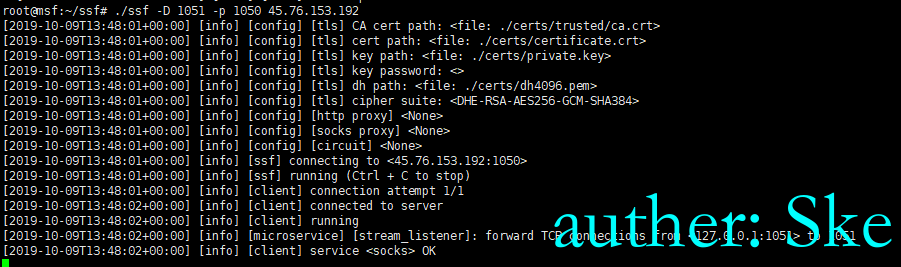 root@msf:~/ssf# ./ssf -D 1051 -p 1050 45.76.153.192
[2019-10-09T13:48:01+00:00] [info] [config] [tls] CA cert path: <file: ./certs/trusted/ca.crt>
[2019-10-09T13:48:01+00:00] [info] [config] [tls] cert path: <file: ./certs/certificate.crt>
[2019-10-09T13:48:01+00:00] [info] [config] [tls] key path: <file: ./certs/private.key>
[2019-10-09T13:48:01+00:00] [info] [config] [tls] key password: <>
[2019-10-09T13:48:01+00:00] [info] [config] [tls] dh path: <file: ./certs/dh4096.pem>
[2019-10-09T13:48:01+00:00] [info] [config] [tls] cipher suite: <DHE-RSA-AES256-GCM-SHA384>
[2019-10-09T13:48:01+00:00] [info] [config] [http proxy] <None>
[2019-10-09T13:48:01+00:00] [info] [config] [socks proxy] <None>
[2019-10-09T13:48:01+00:00] [info] [config] [circuit] <None>
[2019-10-09T13:48:01+00:00] [info] [ssf] connecting to <45.76.153.192:1050>
[2019-10-09T13:48:01+00:00] [info] [ssf] running (Ctrl + C to stop)
[2019-10-09T13:48:01+00:00] [info] [client] connection attempt 1/1
[2019-10-09T13:48:02+00:00] [info] [client] connected to server
[2019-10-09T13:48:02+00:00] [info] [client] running
[2019-10-09T13:48:02+00:00] [info] [microservice] [stream_listener]: forward TCP connections from <127.0.0.1:1051> to 1051
[2019-10-09T13:48:02+00:00] [info] [client] service <socks> OK
auther: Ske